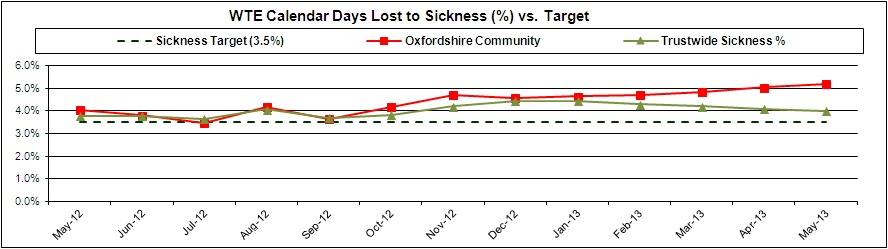 WTE Calendar Days Lost to Sickness (%) vs. Target
Sickness Target (3.5%) Oxfordshire Community Trustwide Sickness %
6.0%
5.0%
4.0%
3.0%
2.0%
1.0%
0.0%
May-12 Jun-12 Jul-12 Aug-12 Sep-12 Oct-12 Nov-12 Dec-12 Jan-13 Feb-13 Mar-13 Apr-13 May-13